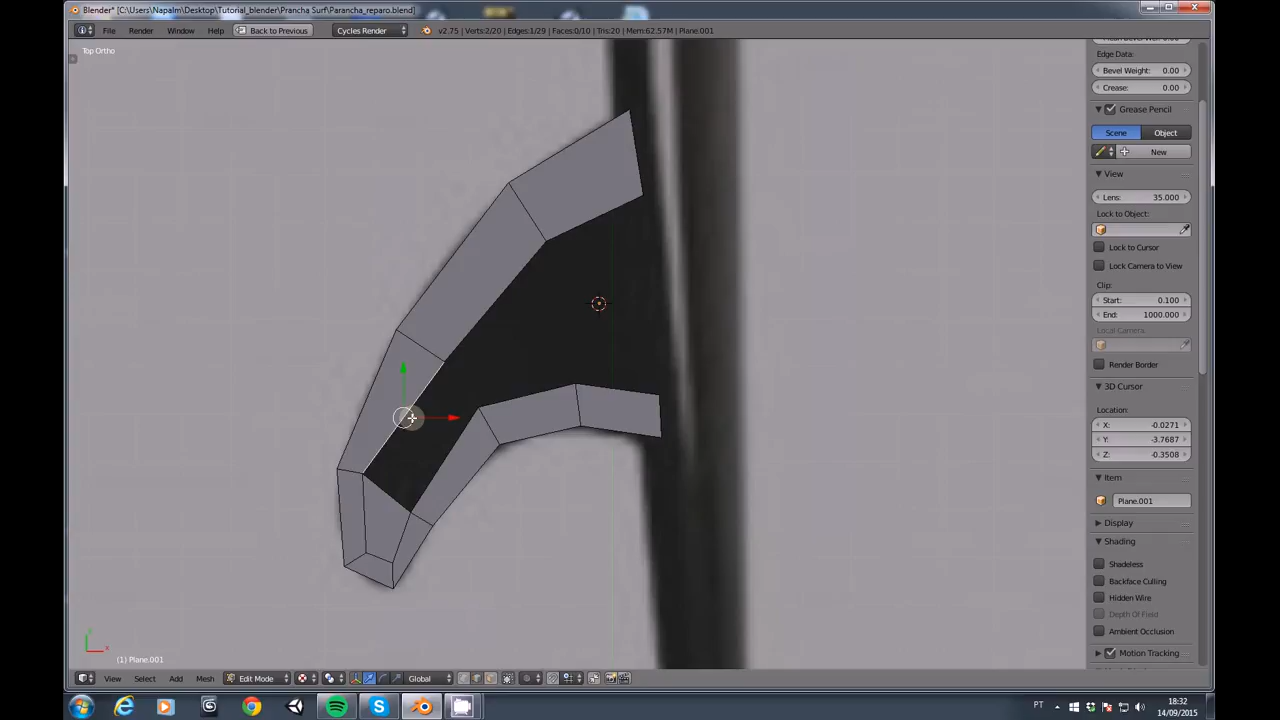 Blender* [C:\Users\Napalm\Desktop\Tutorial_blender\Prancha Surf\Parancha_reparo.blend]
File Render Window Help Back to Previous Cycles Render v2.75 | Verts:2/20 | Edges:1/29 | Faces:0/10 | Tris:20 | Mem:62.57M | Plane.001
Top Ortho
Edge Data:
Bevel Weight: 0.00
Crease: 0.00
Grease Pencil
Scene Object
New
View
Lens: 35.000
Lock to Object:
Lock to Cursor
Lock Camera to View
Clip:
Start: 0.100
End: 1000.000
Local Camera:
Render Border
3D Cursor
Location:
X: -0.0271
Y: -3.7687
Z: -0.3508
Item
Plane.001
Display
Shading
Shadeless
Backface Culling
Hidden Wire
Depth Of Field
Ambient Occlusion
Motion Tracking
(1) Plane.001
View Select Add Mesh Edit Mode Global
PT 18:32
14/09/2015